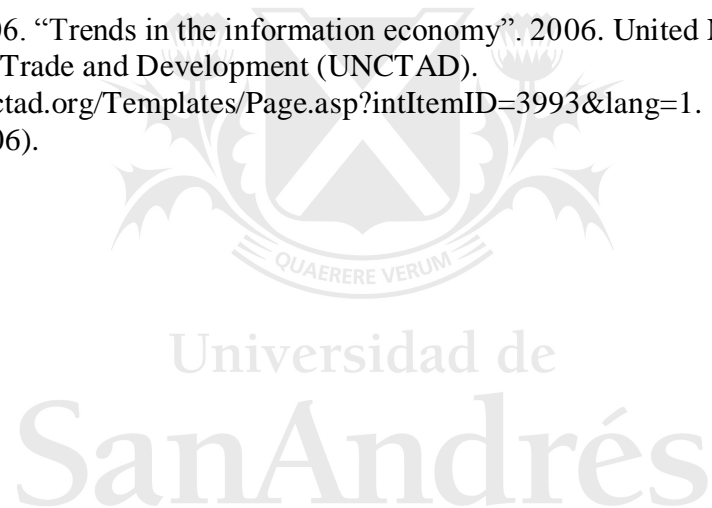 06. “Trends in the information economy”. 2006. United
Trade and Development (UNCTAD).
ctad.org/Templates/Page.asp?intItemID=3993&lang=1.
06).
QUAERERE VERUM
Universidad de
SanAndrés